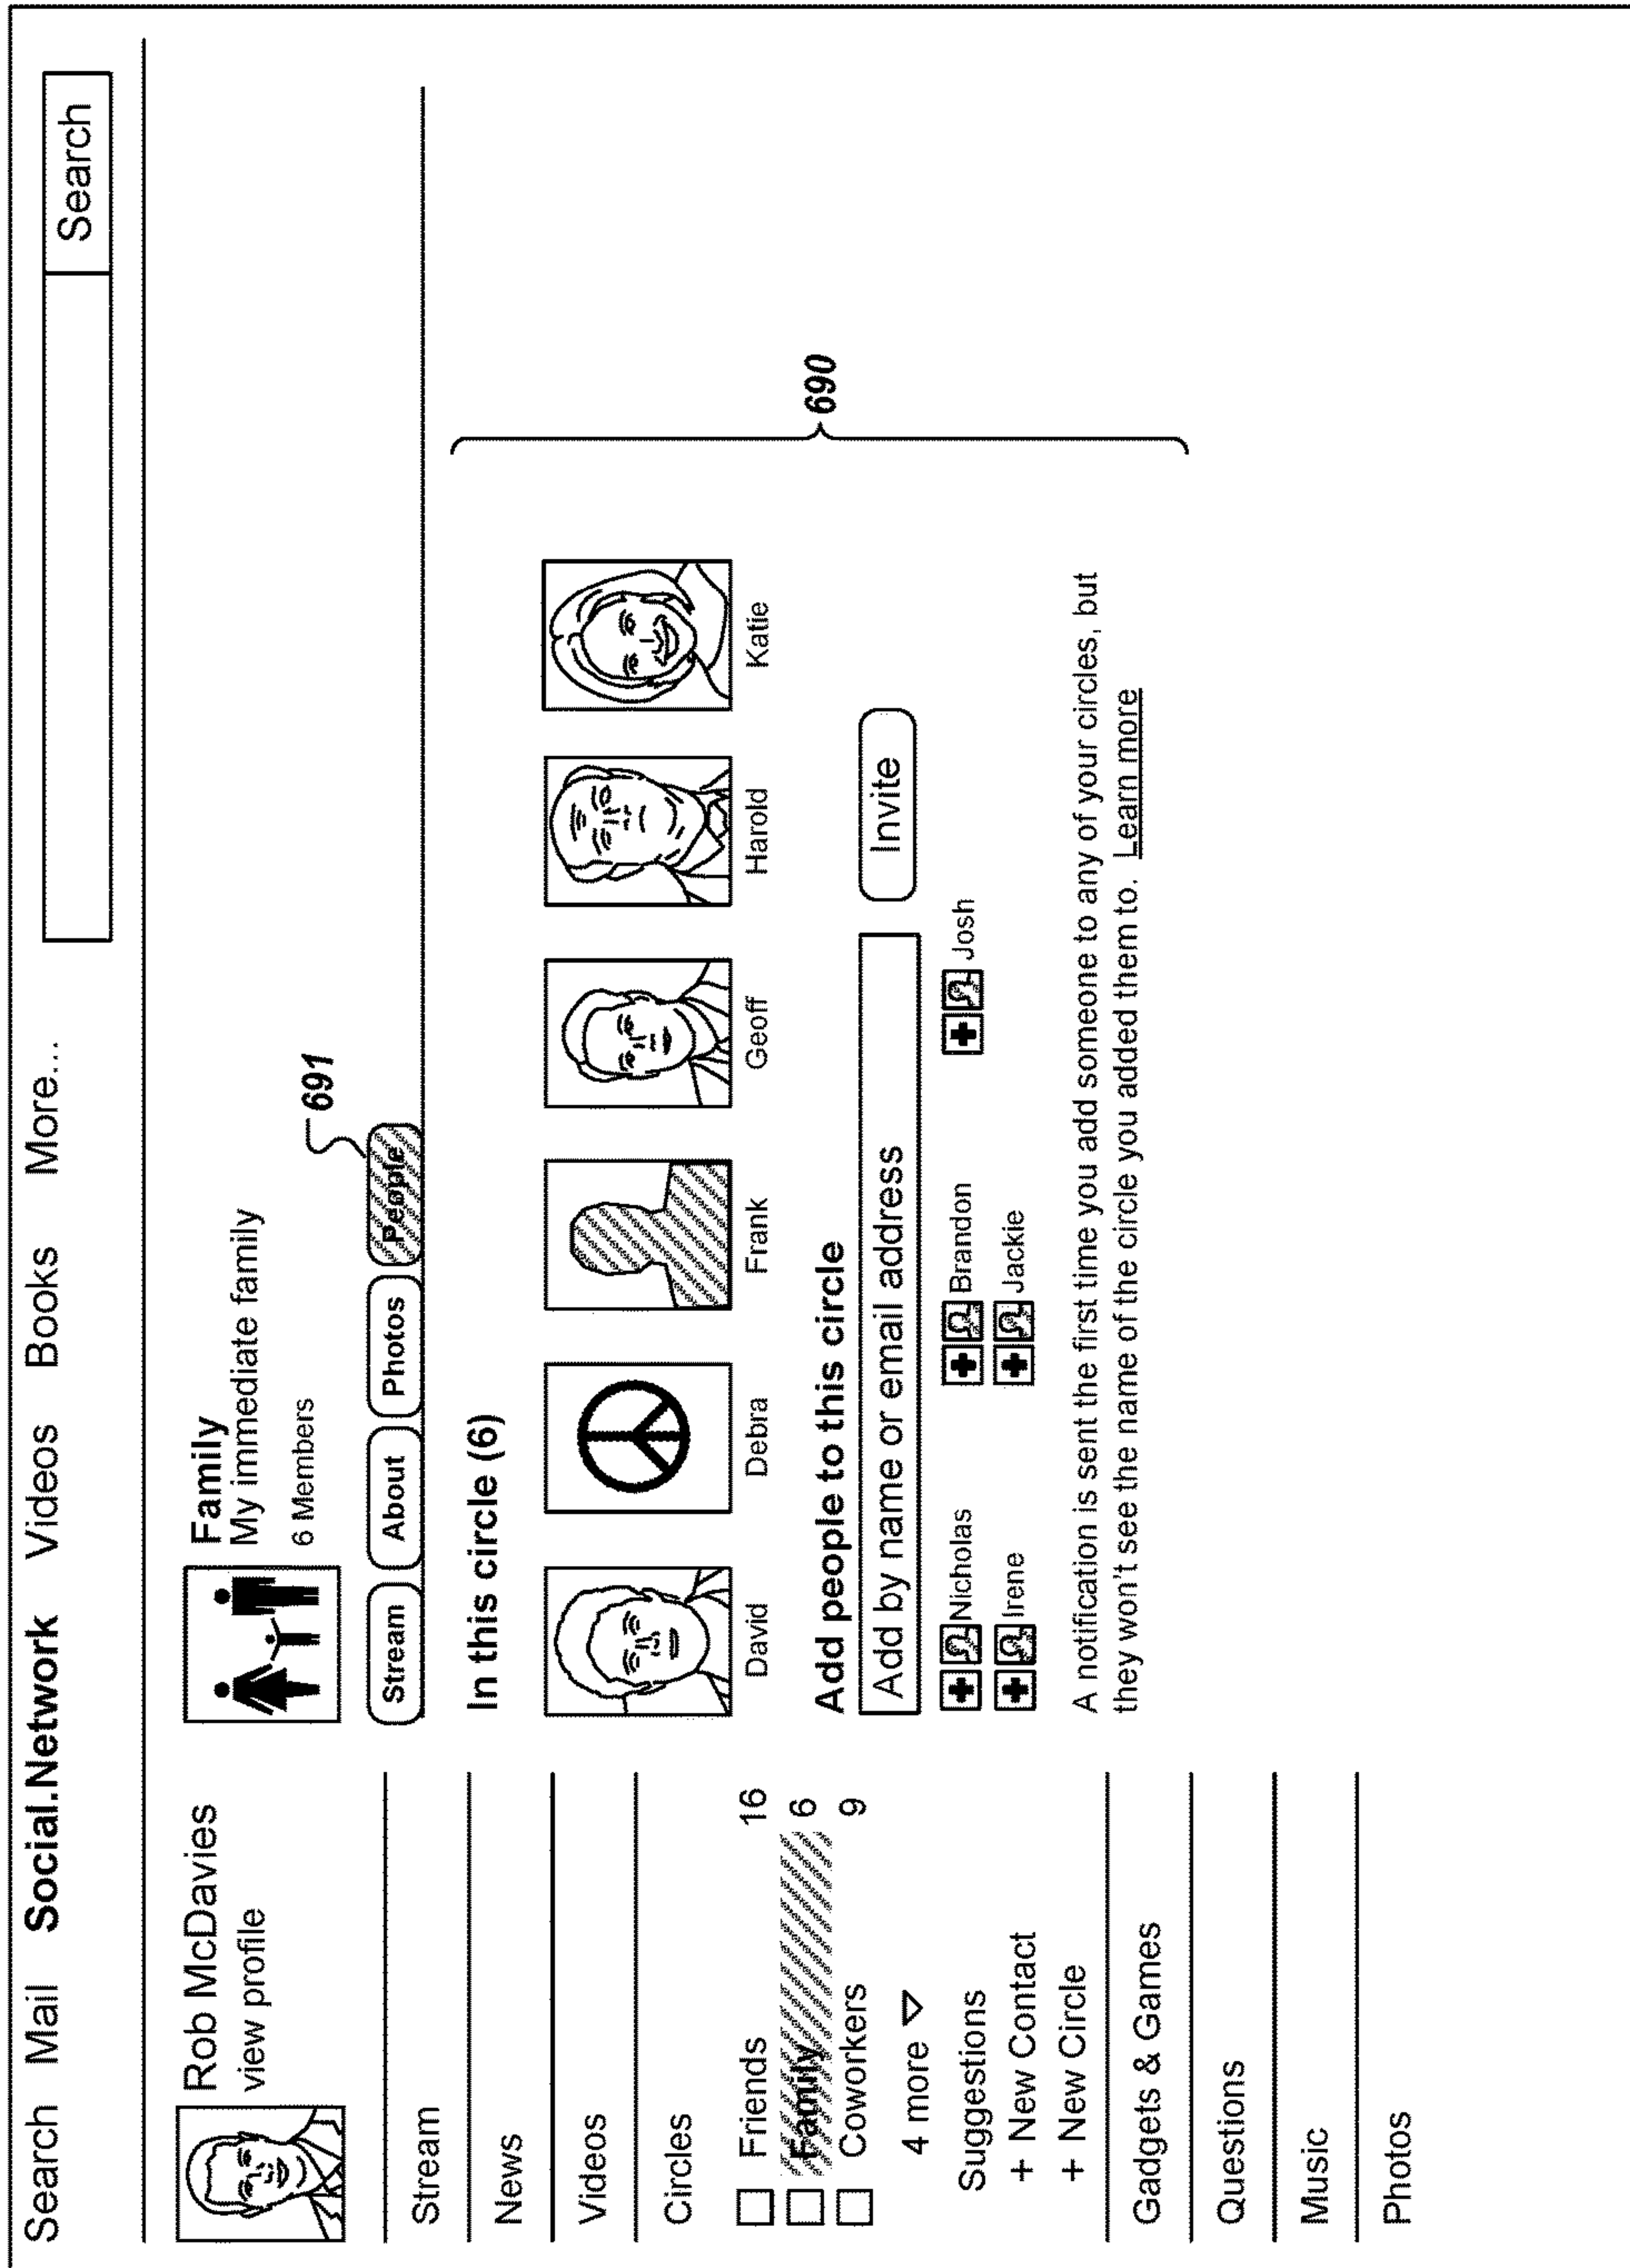 Search Mail Social.Network Videos Books More... Search
Rob McDavies
view profile
Stream
News
Videos
Circles
Friends 16
Family 6
Coworkers 9
4 more
Suggestions
+ New Contact
+ New Circle
Gadgets & Games
Questions
Music
Photos
Family
My immediate family
6 Members
691
Stream About Photos People
In this circle (6)
David Debra Frank Geoff Harold Katie
690
Add people to this circle
Add by name or email address Invite
Nicholas Brandon Josh
Irene Jackie
A notification is sent the first time you add someone to any of your circles, but
they won't see the name of the circle you added them to. Learn more